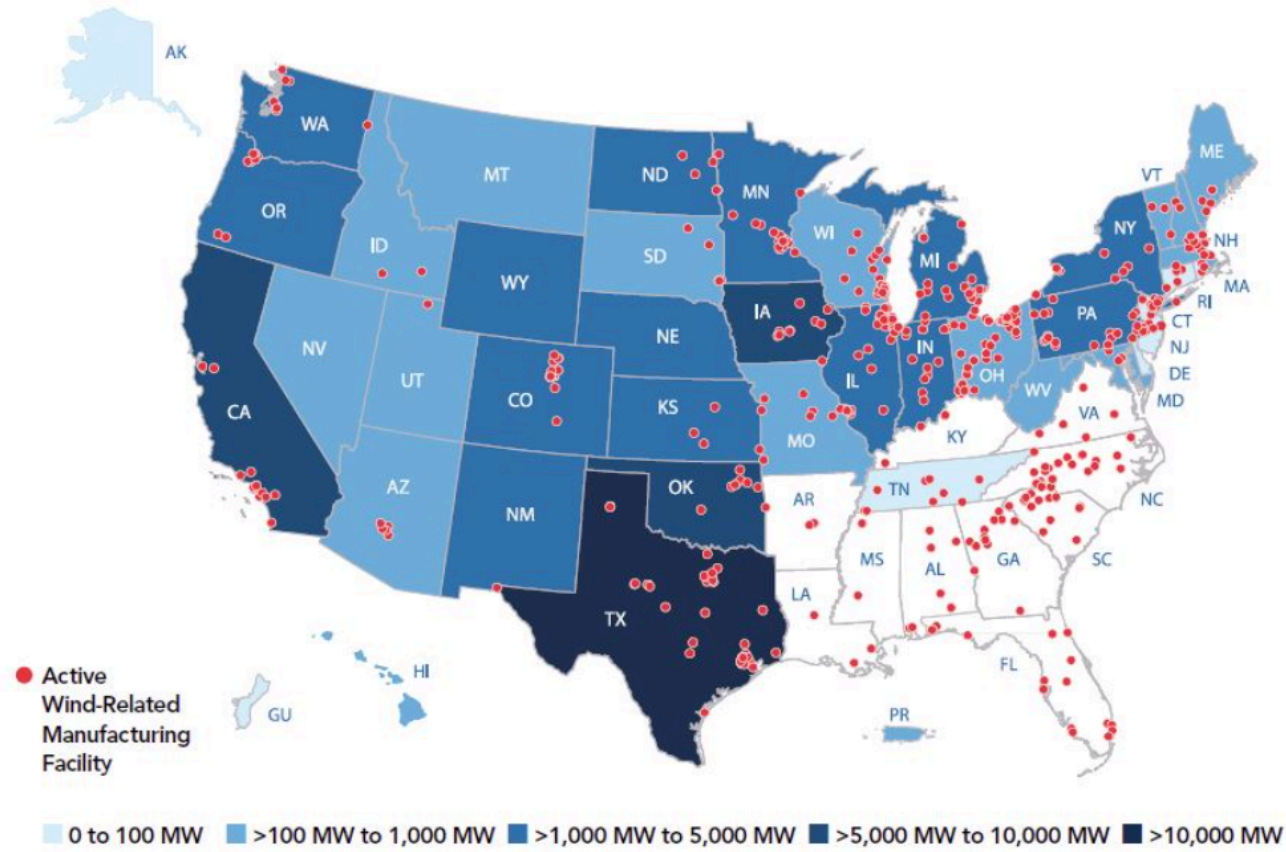 AK
WA
MT
ND
MN
ME
VT
OR
ID
SD
WI
MI
NY
NH
MA
WY
IA
PA
RI
CT
NJ
NV
UT
NE
IL
IN
OH
DE
MD
CA
CO
KS
MO
WV
VA
KY
AZ
NM
OK
AR
TN
NC
TX
LA
MS
AL
GA
SC
FL
HI
GU
PR
Active
Wind-Related
Manufacturing
Facility
0 to 100 MW >100 MW to 1,000 MW >1,000 MW to 5,000 MW >5,000 MW to 10,000 MW >10,000 MW